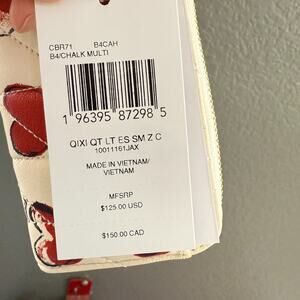 CBR71 B4CAH
B4/CHALK MULTI
1 96395 87298 5
QIXI QT LT ES SM Z C
10011161JAX
MADE IN VIETNAM/
VIETNAM
MFSRP
$125.00 USD
$150.00 CAD